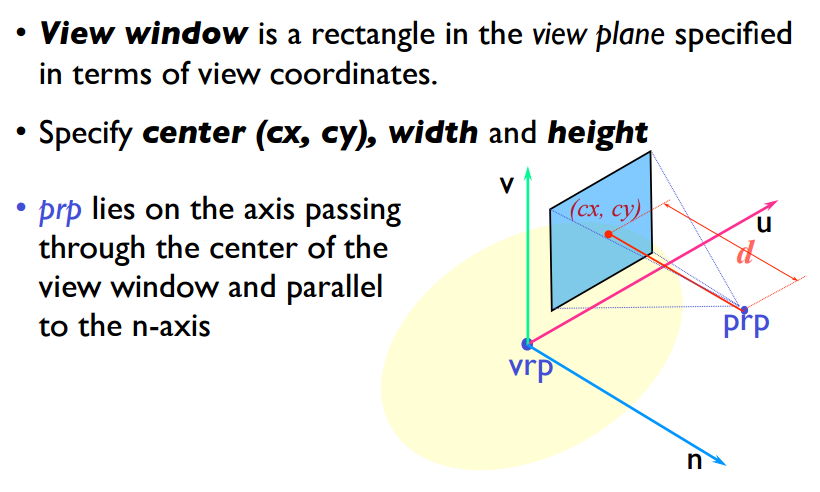 • View window is a rectangle in the view plane specified
in terms of view coordinates.
• Specify center (cx, cy), width and height
• prp lies on the axis passing
through the center of the
view window and parallel
to the n-axis
v
(cx, cy)
u
d
prp
vrp
n